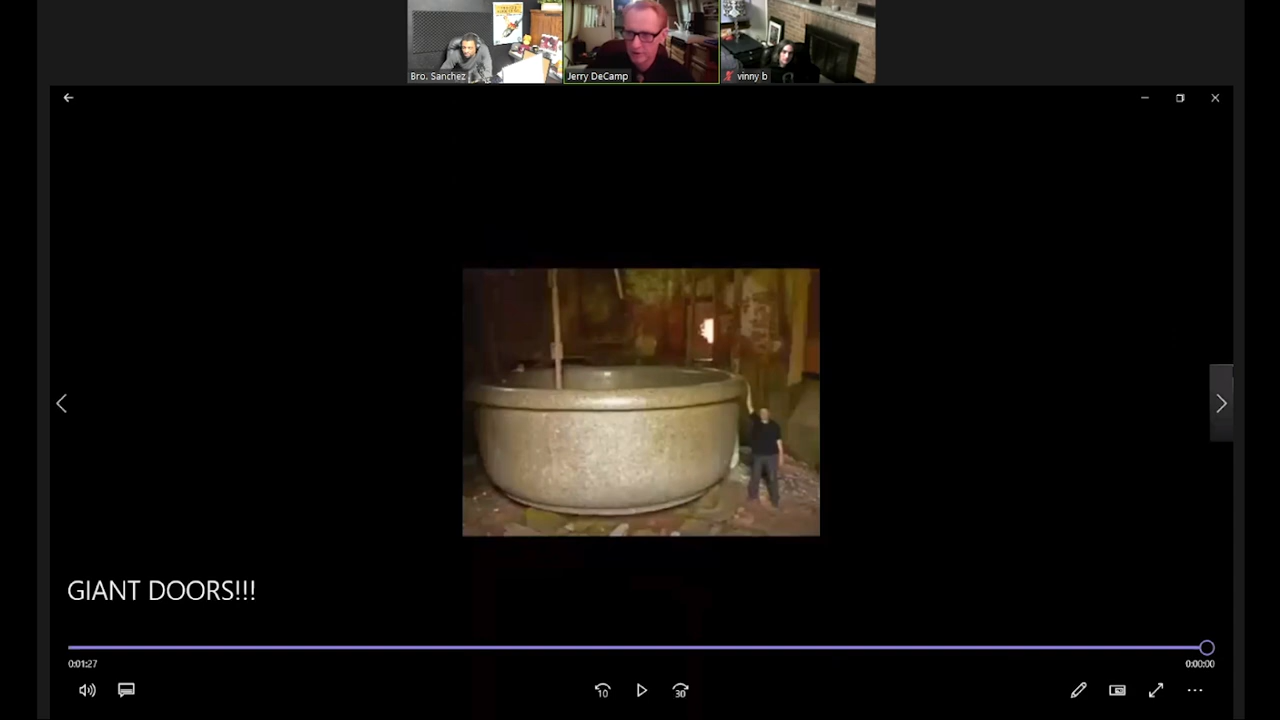 Bro. Sanchez
Jerry DeCamp
vinny b
GIANT DOORS!!!
0:01:27
0:00:00
10
30